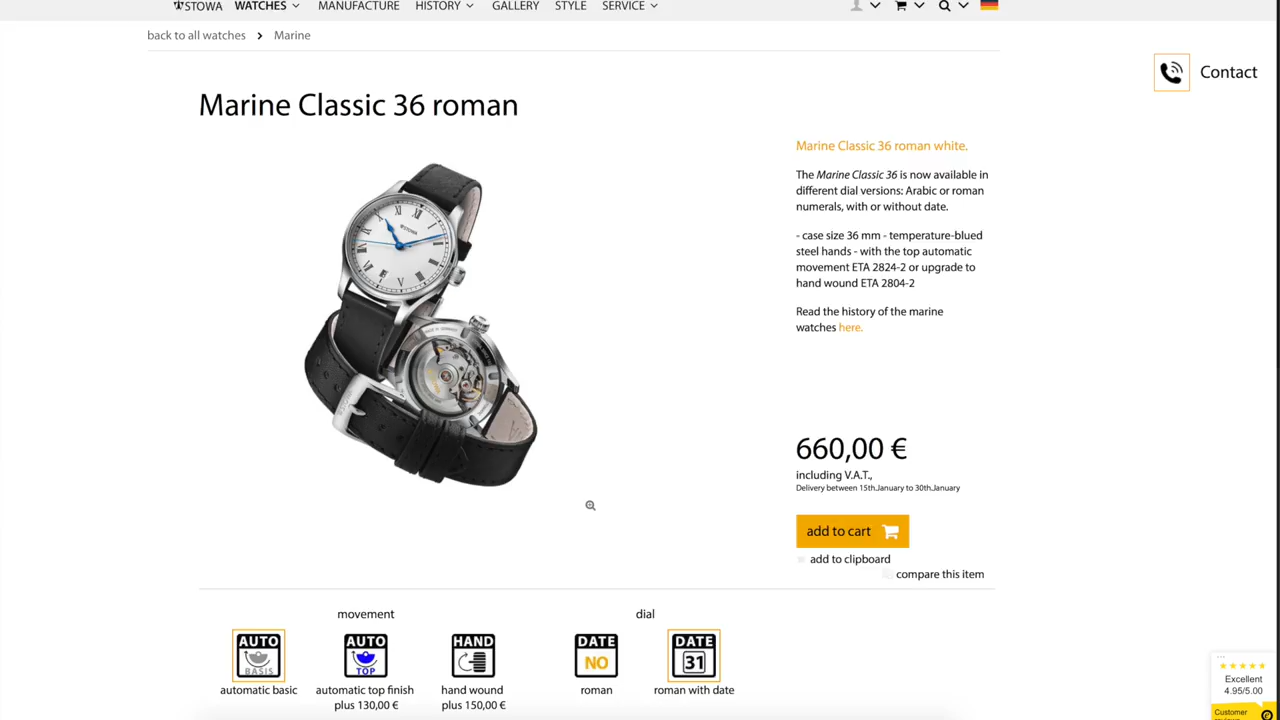 STOWA WATCHES MANUFACTURE HISTORY GALLERY STYLE SERVICE
back to all watches Marine
Contact
Marine Classic 36 roman
Marine Classic 36 roman white.
The Marine Classic 36 is now available in
different dial versions: Arabic or roman
numerals, with or without date.
- case size 36 mm - temperature-blued
steel hands - with the top automatic
movement ETA 2824-2 or upgrade to
hand wound ETA 2804-2
Read the history of the marine
watches here.
STOWA
660,00 €
including V.A.T.,
Delivery between 15th.January to 30th.January
add to cart
add to clipboard
compare this item
movement
dial
AUTO
BASIS
automatic basic
AUTO
TOP
automatic top finish
plus 130,00 €
HAND
hand wound
plus 150,00 €
DATE
NO
roman
DATE
31
roman with date
Excellent
4.95/5.00
Customer